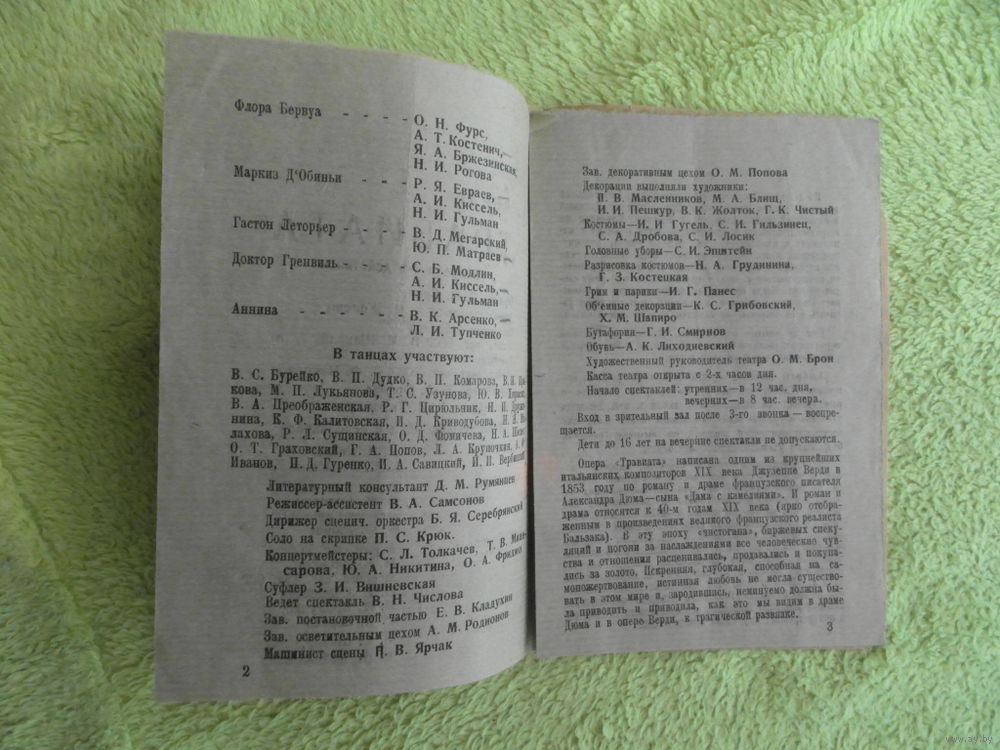 Флора Бервуа - - - - О. Н. Фурс,
А. Т. Костенич,—
Я. А. Бржезинская,
Н. И. Рогова
Маркиз Д‘Обиньи - - - Р. Я. Евраев,—
А. И. Киссель,
Н. И. Гульман
Гастон Леторьер - - - В. Д. Мегарский,
Ю. П. Матраев—
Доктор Гренвиль - - - - С. Б. Модлин,
А. И. Киссель,—
Н. И. Гульман
Аннина - - - - - В. К. Арсенко,—
Л. И. Тупченко
В танцах участвуют:
В. С. Бурейко, В. П. Дудко, В. П. Комарова,
кова, М. П. Лукьянова, Т. С. Узунова, Ю. В.
В. А. Преображенская, Р. Г. Цирюльник, Н. П.
нина, К. Ф. Калитовская, П. Д. Криводубова,
лахова, Р. Л. Сущинская, О. Д. Фомичева, Н. А.
О. Т. Граховский, Г. А. Попов, Л. А. Крупочкин,
Иванов, П. Д. Гуренко, И. А. Савицкий,
Литературный консультант Д. М. Румянцев
Режиссер-ассистент В. А. Самсонов
Дирижер сценич. оркестра Б. Я. Серебрянский
Соло на скрипке П. С. Крюк.
Концертмейстеры: С. Л. Толкачев, Т. В.
сарова, Ю. А. Никитина, О. А.
Суфлер З. И. Вишневская
Ведет спектакль В. Н. Числова
Зав. постановочной частью Е. В. Кладухин
Зав. осветительным цехом А. М. Родионов
Машинист сцены П. В. Ярчак
2
Зав. декоративным цехом О. М. Попова
Декорации выполняли художники:
П. В. Масленников, М. А. Блищ,
И. И. Пешкур, В. К. Жолток, Г. К. Чистый
Костюмы—И. И Гугель, С. И. Гильзинец,
С. А. Дробова, С. И. Лосик
Головные уборы—С. И. Эпштейн
Разрисовка костюмов—Н. А. Грудинина,
Г. З. Костецкая
Грим и парики—И. Г. Панес
Об‘емные декорации—К. С. Грибовский,
Х. М. Шапиро
Бутафория—Г. И. Смирнов
Обувь—А. К. Лиходиевский
Художественный руководитель театра О. М. Брон
Касса театра открыта с 2-х часов дня.
Начало спектаклей: утренних—в 12 час. дня,
вечерних—в 8 час. вечера.
Вход в зрительный зал после 3-го звонка — воспре-
щается.
Дети до 16 лет на вечерние спектакли не допускаются.
Опера «Травиата» написана одним из крупнейших
итальянских композиторов XIX века Джузеппе Верди в
1853 году по роману и драме французского писателя
Александра Дюма—сына «Дама с камелиями». И роман и
драма относятся к 40-м годам XIX века (ярко отобра-
женным в произведениях великого французского реалиста
Бальзака). В эту эпоху «чистогана», биржевых спеку-
ляций и погони за наслаждениями все человеческие чув-
ства и отношения расценивались, продавались и покупа-
лись за золото. Искренняя, глубокая, способная на са-
мопожертвование, истинная любовь не могла существо-
вать в этом мире и, зародившись, неминуемо должна бы-
ла приводить и приводила, как это мы видим в драме
Дюма и в опере Верди, к трагической развязке.
3
www.ay.by